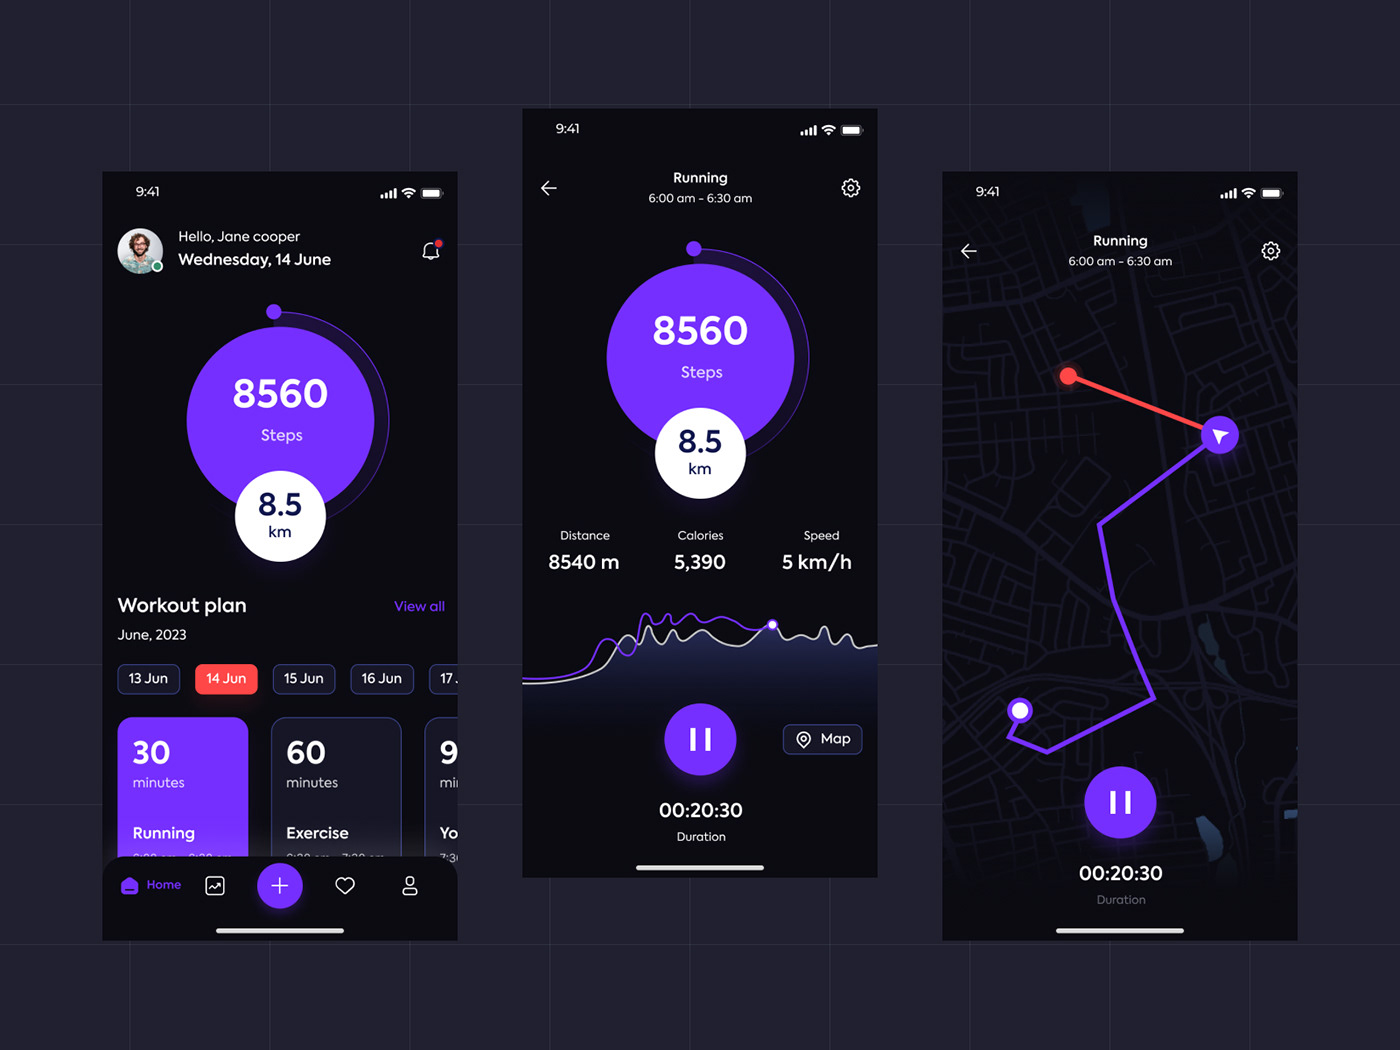 9:41
Hello, Jane cooper
Wednesday, 14 June
8560
Steps
8.5
km
Workout plan
View all
June, 2023
13 Jun
14 Jun
15 Jun
16 Jun
17
30
minutes
Running
60
minutes
Exercise
9
mi
Yo
7:3
Home
9:41
Running
6:00 am - 6:30 am
8560
Steps
8.5
km
Distance
Calories
Speed
8540 m
5,390
5 km/h
Map
00:20:30
Duration
9:41
Running
6:00 am - 6:30 am
00:20:30
Duration